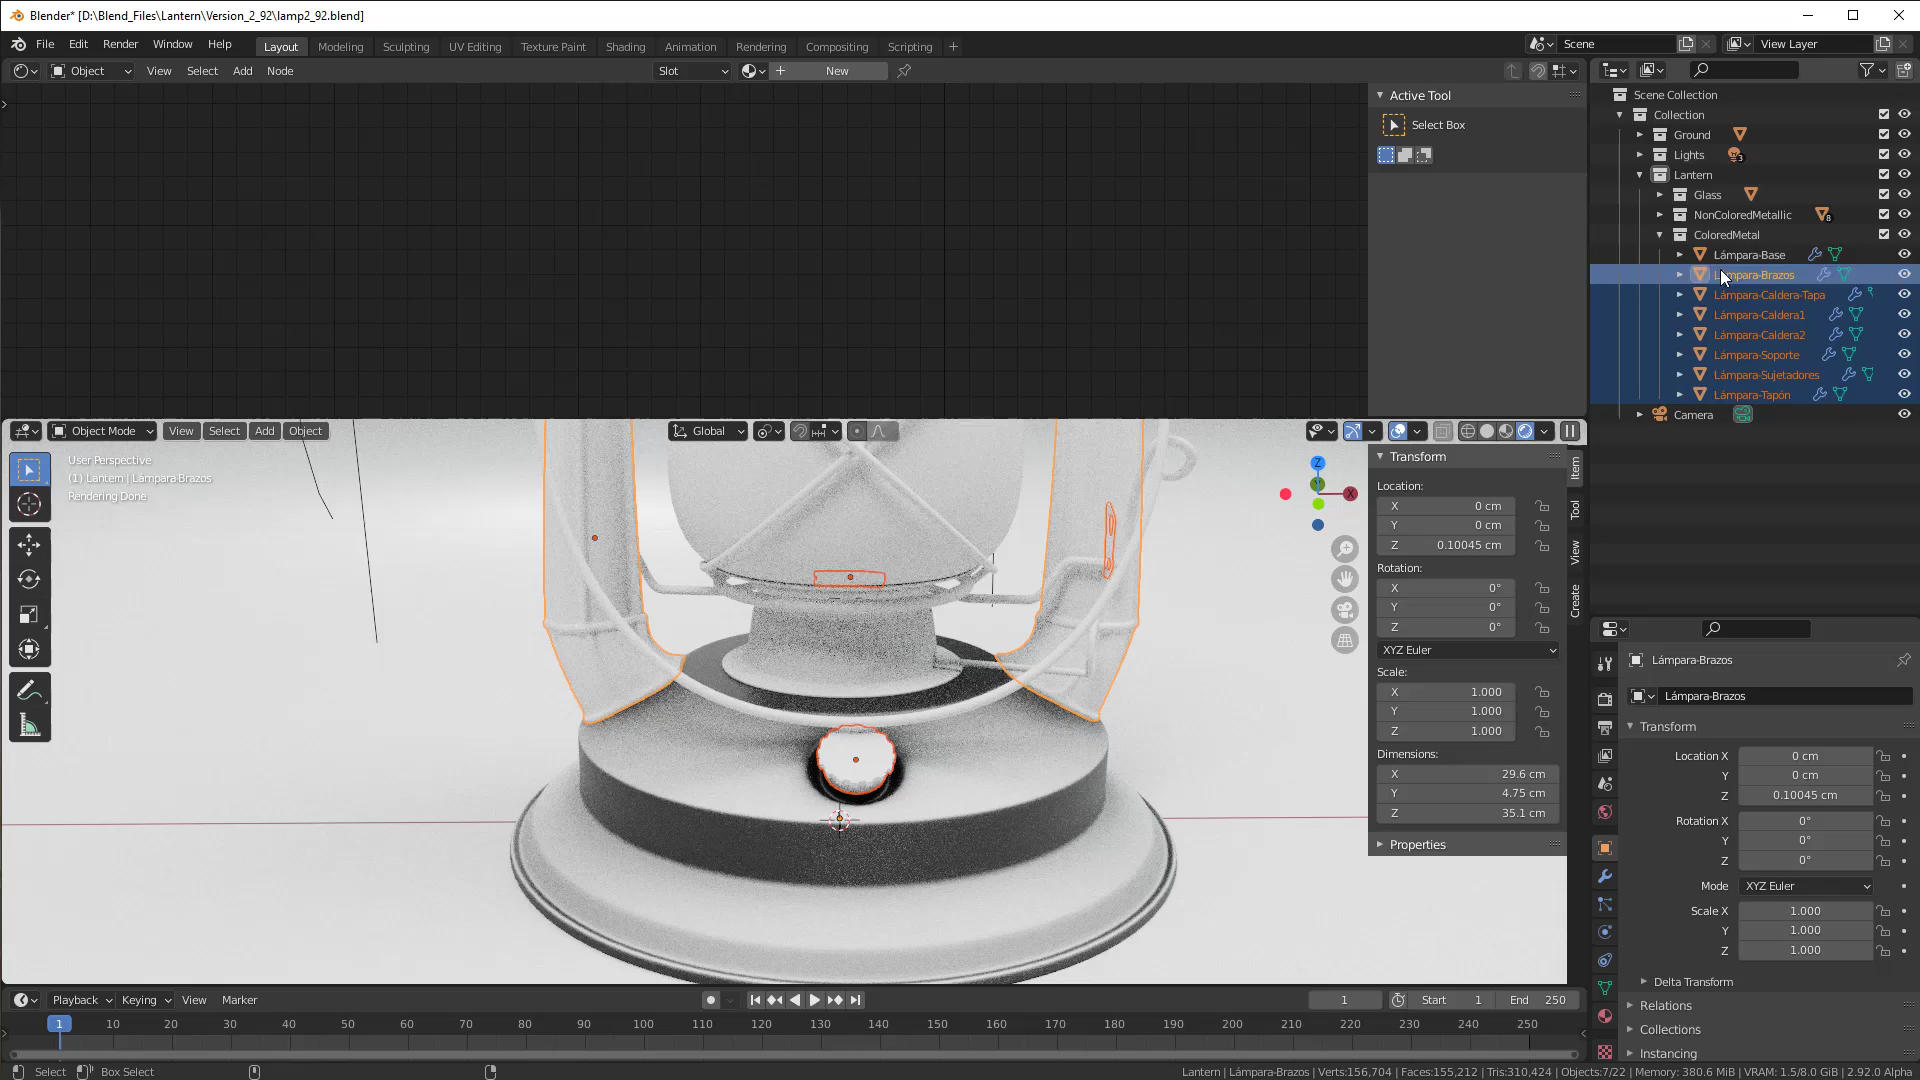 Blender* [D:\Blend_Files\Lantern\Version_2_92\lamp2_92.blend]
File Edit Render Window Help Layout Modeling Sculpting UV Editing Texture Paint Shading Animation Rendering Compositing Scripting + Scene View Layer
Object View Select Add Node Slot New
Active Tool
Select Box
Scene Collection
Collection
Ground
Lights 3
Lantern
Glass
NonColoredMetallic 8
ColoredMetal
Lámpara-Base
Lámpara-Brazos
Lámpara-Caldera-Tapa
Lámpara-Caldera1
Lámpara-Caldera2
Lámpara-Soporte
Lámpara-Sujetadores
Lámpara-Tapón
Camera
Object Mode View Select Add Object Global
User Perspective
(1) Lantern | Lámpara-Brazos
Rendering Done
Z
Y
X
Transform
Location:
X 0 cm
Y 0 cm
Z 0.10045 cm
Rotation:
X 0°
Y 0°
Z 0°
XYZ Euler
Scale:
X 1.000
Y 1.000
Z 1.000
Dimensions:
X 29.6 cm
Y 4.75 cm
Z 35.1 cm
Properties
Item
Tool
View
Create
Lámpara-Brazos
Lámpara-Brazos
Transform
Location X 0 cm
Y 0 cm
Z 0.10045 cm
Rotation X 0°
Y 0°
Z 0°
Mode XYZ Euler
Scale X 1.000
Y 1.000
Z 1.000
Delta Transform
Relations
Collections
Instancing
Playback Keying View Marker 1 Start 1 End 250
1 10 20 30 40 50 60 70 80 90 100 110 120 130 140 150 160 170 180 190 200 210 220 230 240 250
Select Box Select Lantern | Lámpara-Brazos | Verts:156,704 | Faces:155,212 | Tris:310,424 | Objects:7/22 | Memory: 380.6 MiB | VRAM: 1.5/8.0 GiB | 2.92.0 Alpha